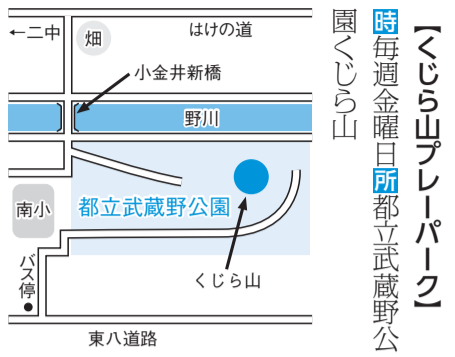 【くじら山プレーパーク】
時毎週金曜日所都立武蔵野公
園くじら山
←二中
畑
はけの道
小金井新橋
野川
都立武蔵野公園
南小
くじら山
バス停
東八道路